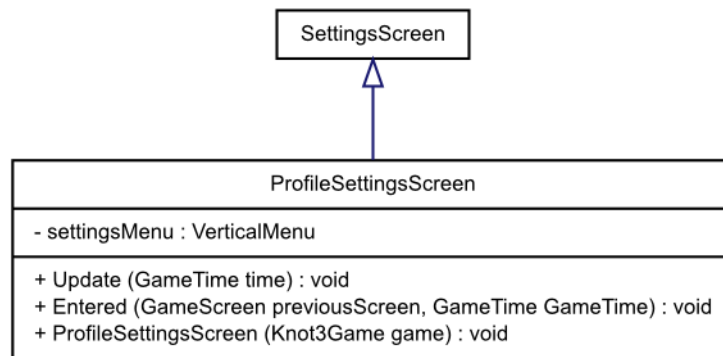 SettingsScreen
ProfileSettingsScreen
- settingsMenu : VerticalMenu
+ Update (GameTime time) : void
+ Entered (GameScreen previousScreen, GameTime GameTime) : void
+ ProfileSettingsScreen (Knot3Game game) : void